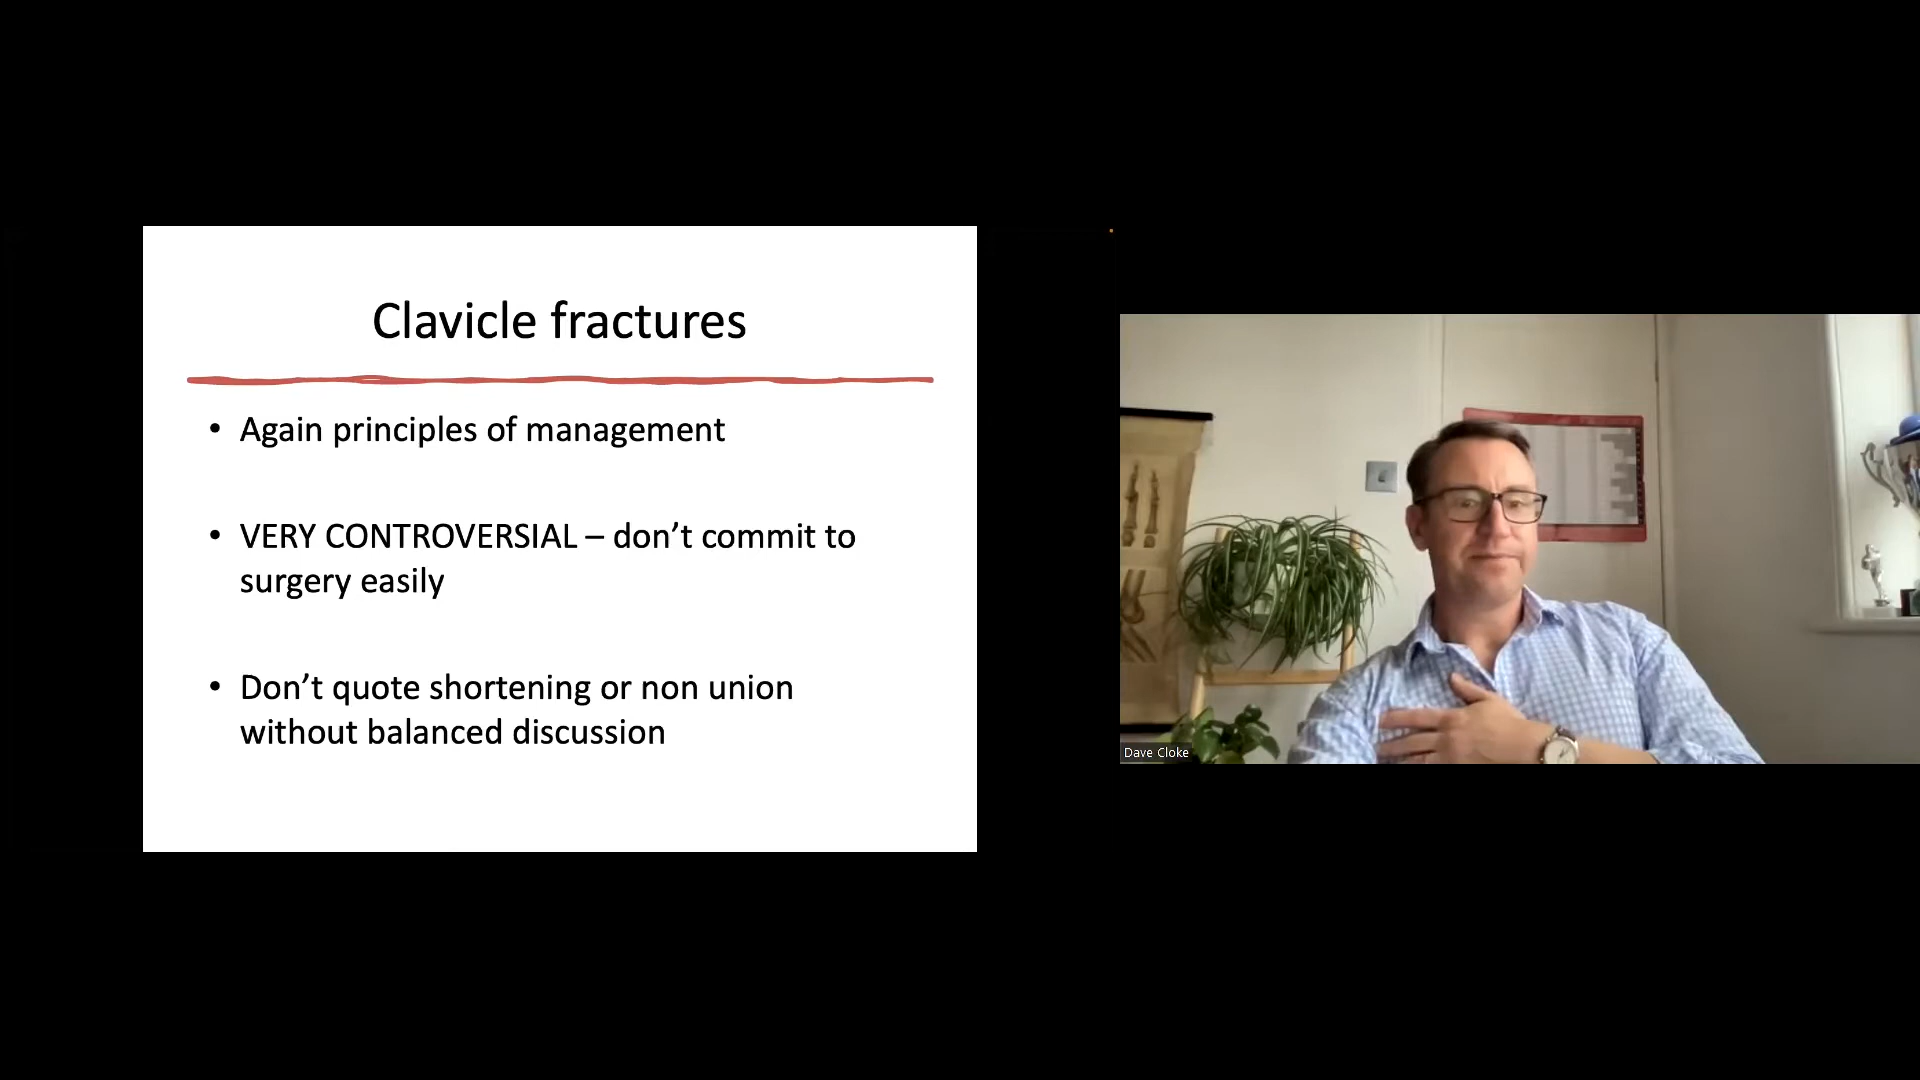 Clavicle fractures
• Again principles of management
• VERY CONTROVERSIAL – don’t commit to
surgery easily
• Don’t quote shortening or non union
without balanced discussion
Dave Cloke